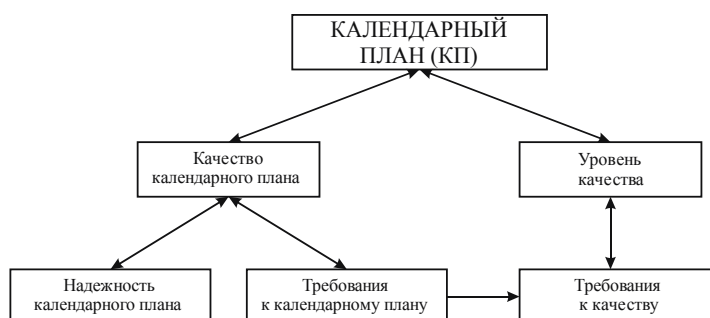 КАЛЕНДАРНЫЙ
ПЛАН (КП)
Качество
календарного плана
Уровень
качества
Надежность
календарного плана
Требования
к календарному плану
Требования
к качеству